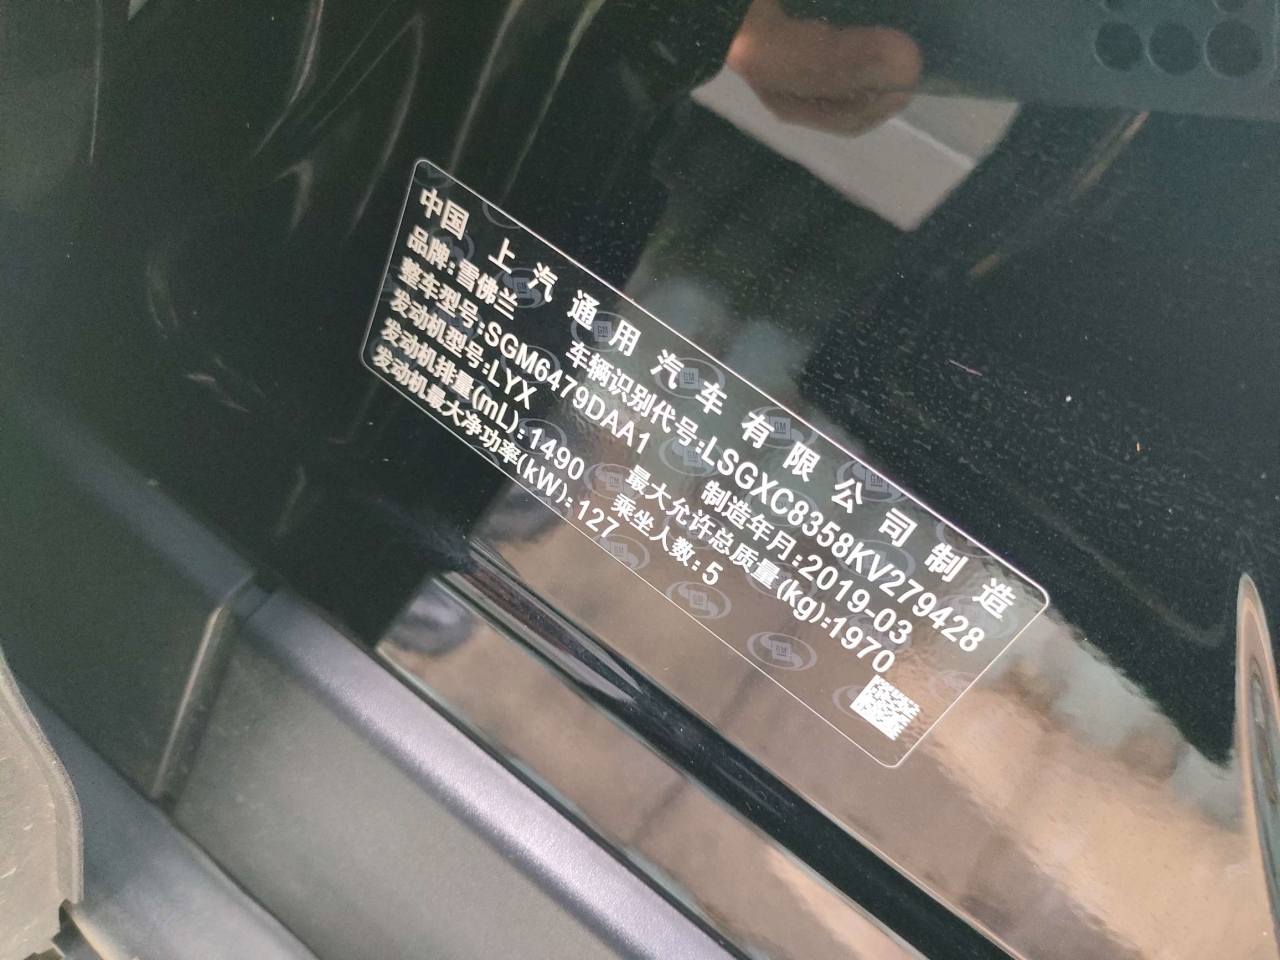 中国 上汽通用汽车有限公司制造
品牌:雪佛兰 车辆识别代号:LSGXC8358KV279428
整车型号:SGM6479DAA1 制造年月:2019-03
发动机型号:LYX 最大允许总质量(kg):1970
发动机排量(mL):1490 乘坐人数:5
发动机最大净功率(kW):127